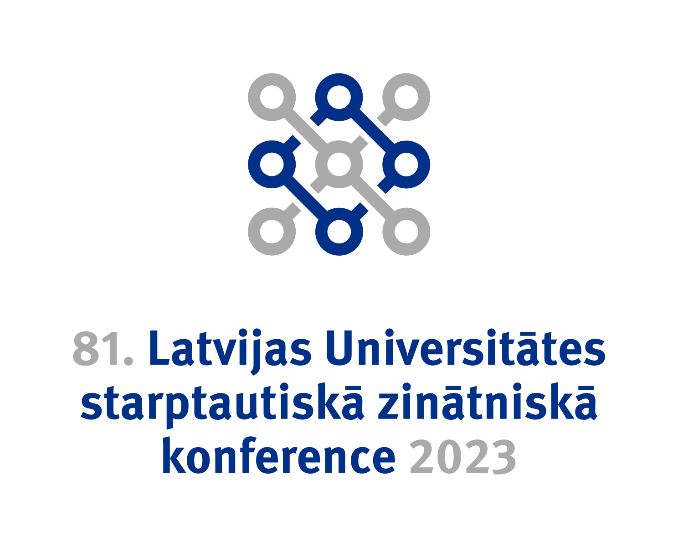 81. Latvijas Universitātes
starptautiskā zinātniskā
konference 2023